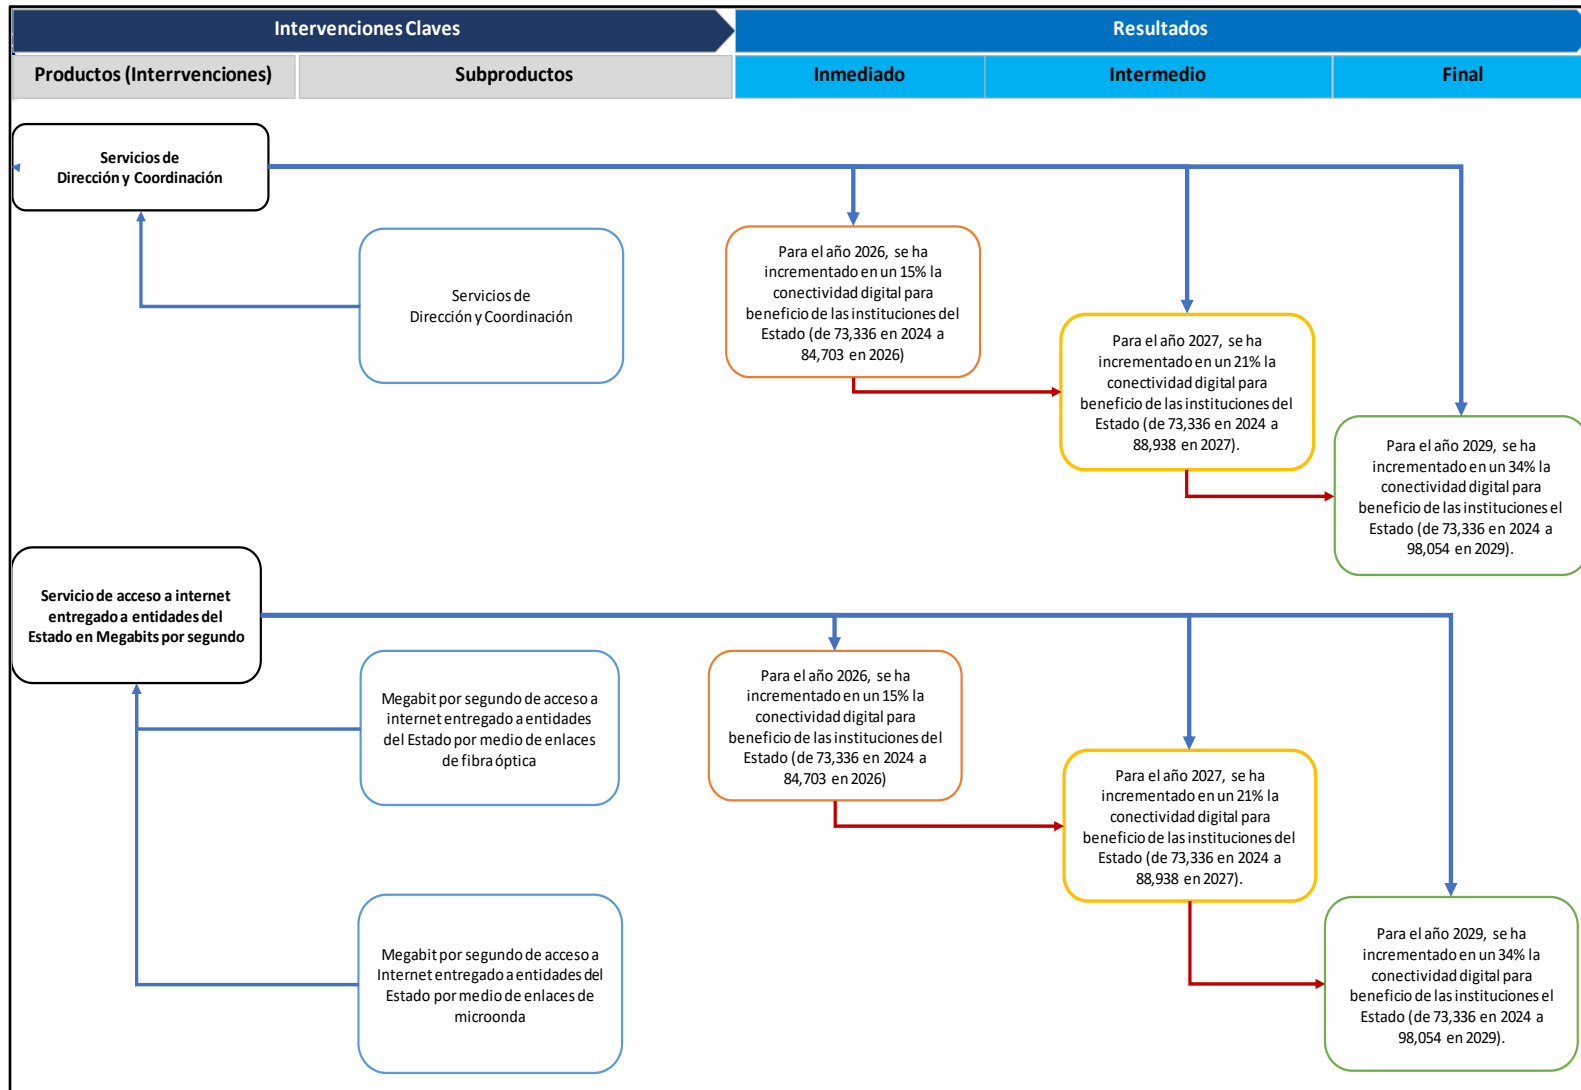 Intervenciones Claves
Resultados
Productos (Interrvenciones)
Subproductos
Inmediado
Intermedio
Final
Servicios de
Dirección y Coordinación
Servicios de
Dirección y Coordinación
Para el año 2026, se ha
incrementado en un 15% la
conectividad digital para
beneficio de las instituciones del
Estado (de 73,336 en 2024 a
84,703 en 2026)
Para el año 2027, se ha
incrementado en un 21% la
conectividad digital para
beneficio de las instituciones del
Estado (de 73,336 en 2024 a
88,938 en 2027).
Para el año 2029, se ha
incrementado en un 34% la
conectividad digital para
beneficio de las instituciones el
Estado (de 73,336 en 2024 a
98,054 en 2029).
Servicio de acceso a internet
entregado a entidades del
Estado en Megabits por segundo
Megabit por segundo de acceso a
internet entregado a entidades
del Estado por medio de enlaces
de fibra óptica
Megabit por segundo de acceso a
Internet entregado a entidades del
Estado por medio de enlaces de
microonda
Para el año 2026, se ha
incrementado en un 15% la
conectividad digital para
beneficio de las instituciones del
Estado (de 73,336 en 2024 a
84,703 en 2026)
Para el año 2027, se ha
incrementado en un 21% la
conectividad digital para
beneficio de las instituciones del
Estado (de 73,336 en 2024 a
88,938 en 2027).
Para el año 2029, se ha
incrementado en un 34% la
conectividad digital para
beneficio de las instituciones el
Estado (de 73,336 en 2024 a
98,054 en 2029).